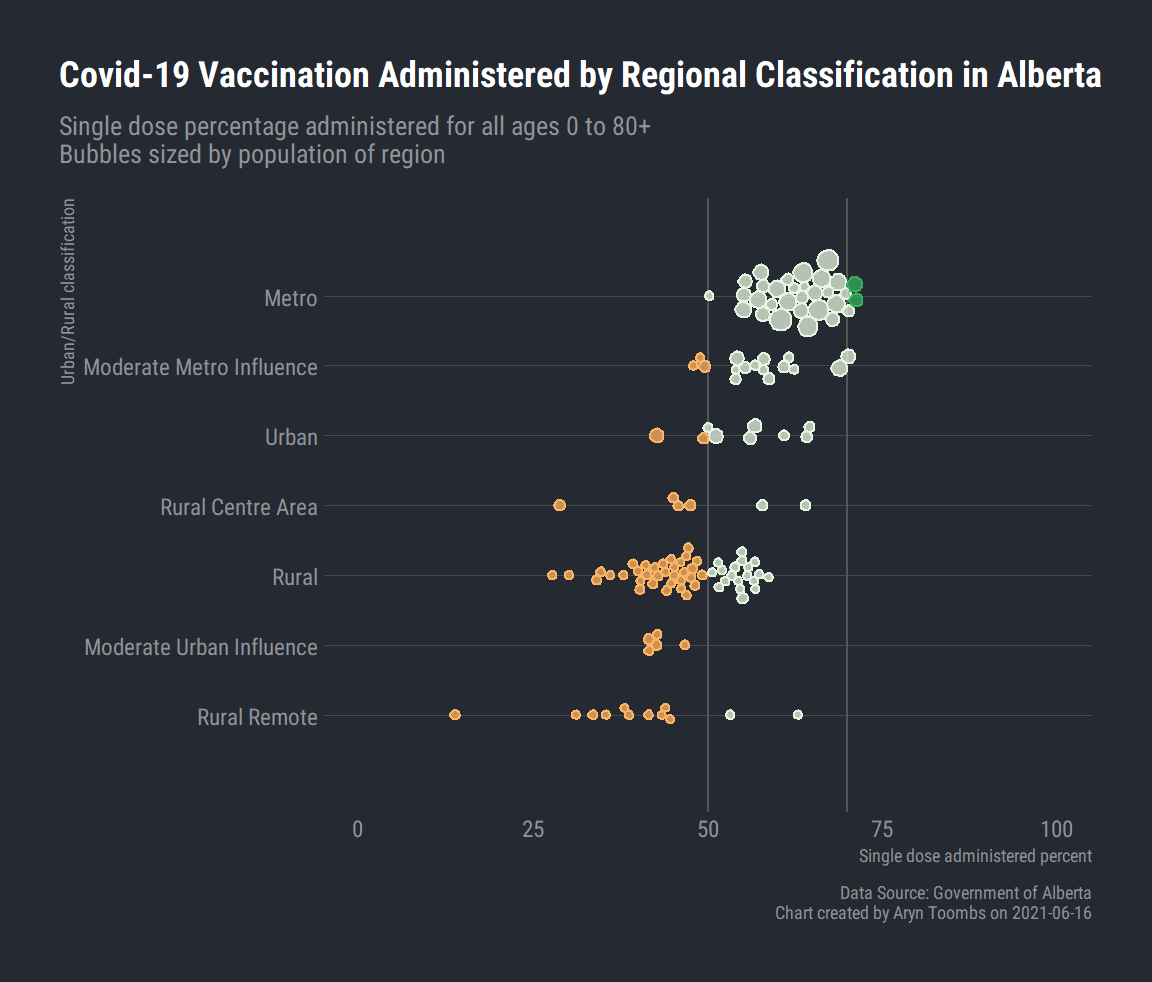 Covid-19 Vaccination Administered by Regional Classification in Alberta
Single dose percentage administered for all ages 0 to 80+
Bubbles sized by population of region
Urban/Rural classification
Metro
Moderate Metro Influence
Urban
Rural Centre Area
Rural
Moderate Urban Influence
Rural Remote
0 25 50 75 100
Single dose administered percent
Data Source: Government of Alberta
Chart created by Aryn Toombs on 2021-06-16